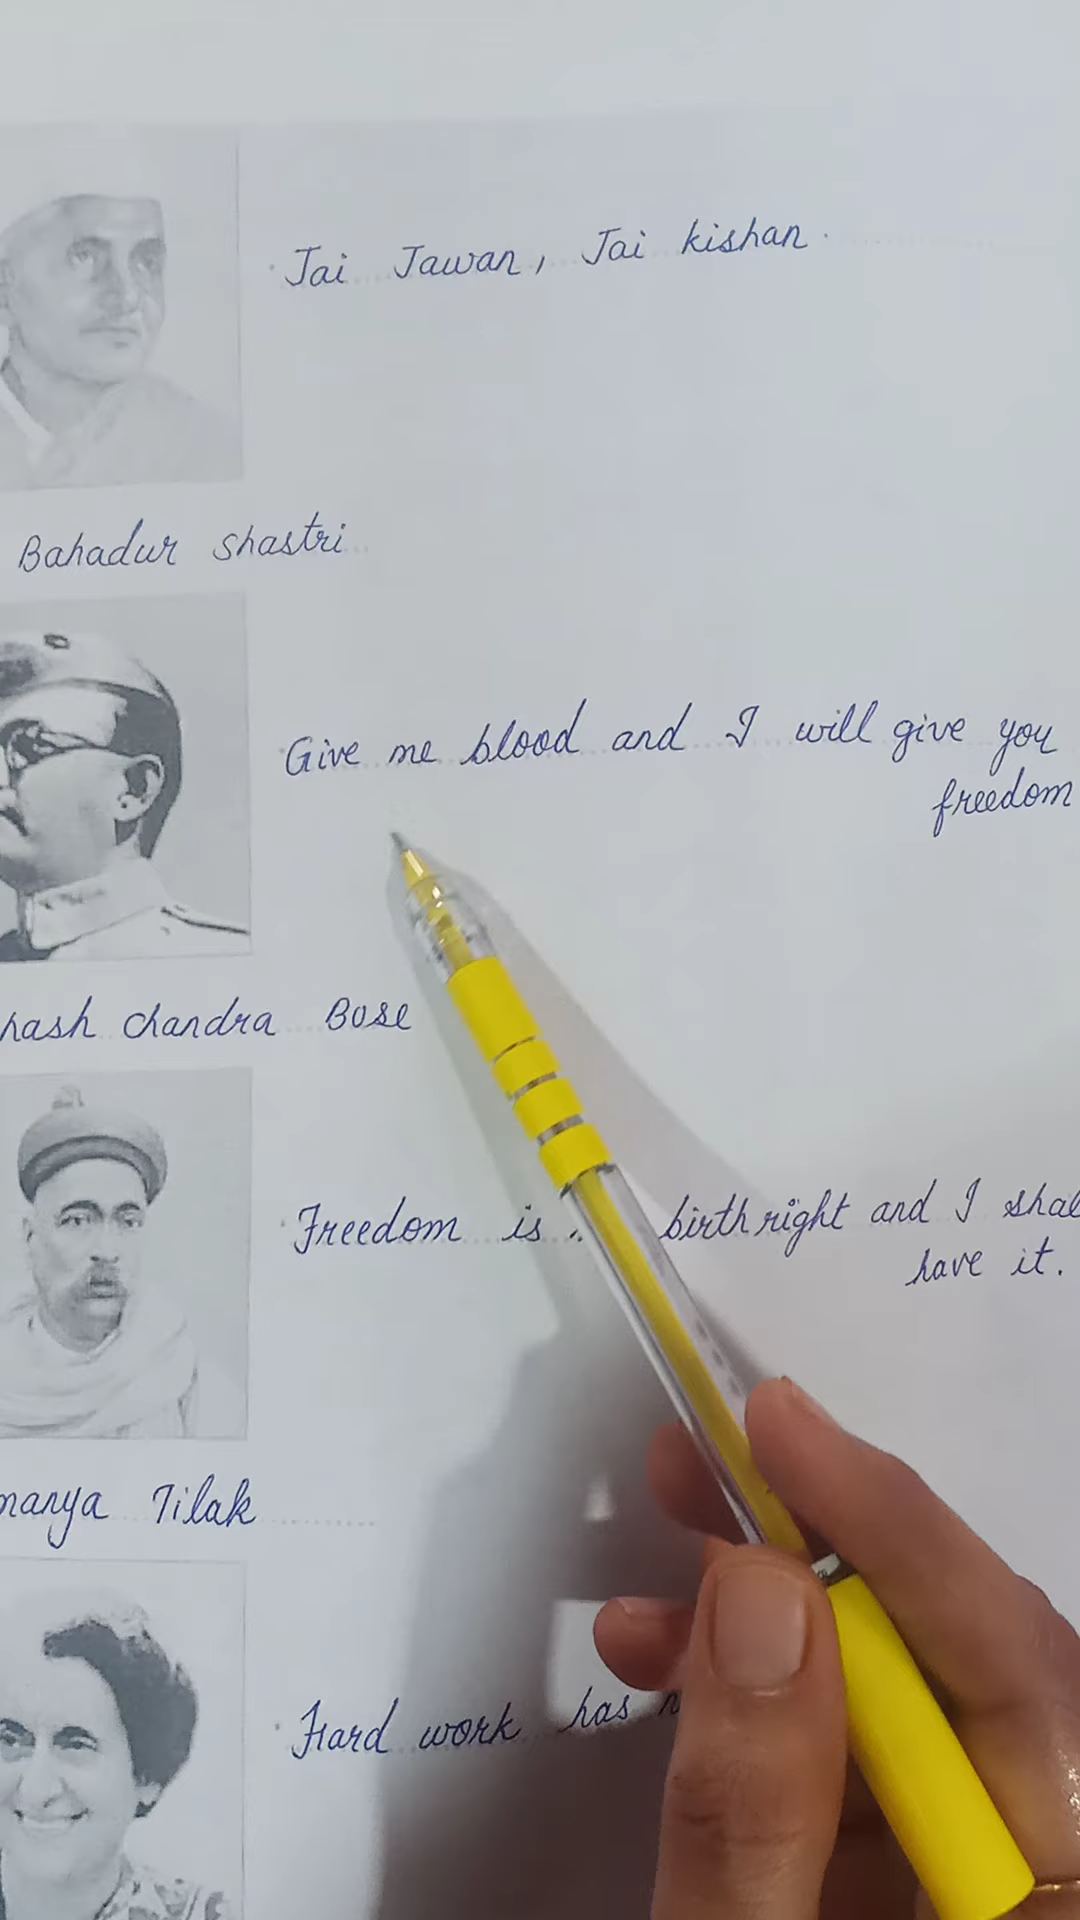 Jai Jawan, Jai kishan.
Bahadur shastri
Give me blood and I will give you
freedom
hash chandra Bose
Freedom is birth right and I shal
have it.
manya Tilak
Hard work has